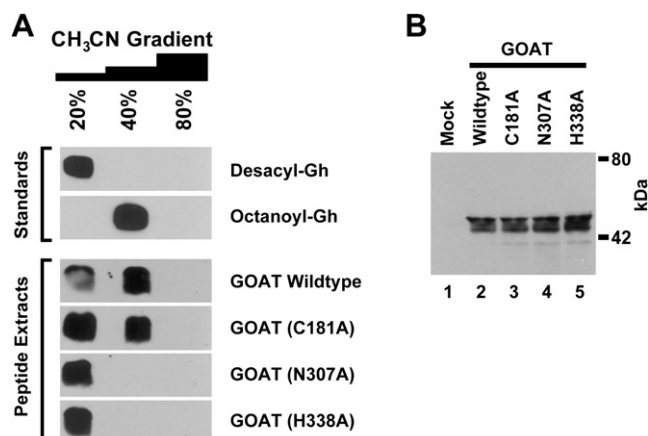 A
CH₃CN Gradient
20%
40%
80%
Standards
Desacyl-Gh
Octanoyl-Gh
Peptide Extracts
GOAT Wildtype
GOAT (C181A)
GOAT (N307A)
GOAT (H338A)
B
GOAT
Mock
Wildtype
C181A
N307A
H338A
80
kDa
42
1 2 3 4 5